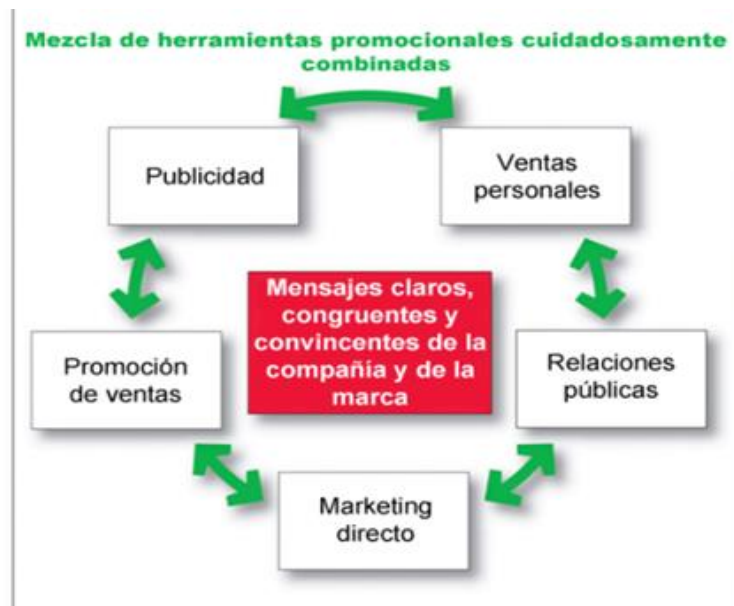 Mezcla de herramientas promocionales cuidadosamente
combinadas
Publicidad
Ventas
personales
Mensajes claros,
congruentes y
convincentes de la
compañía y de la
marca
Promoción
de ventas
Relaciones
públicas
Marketing
directo